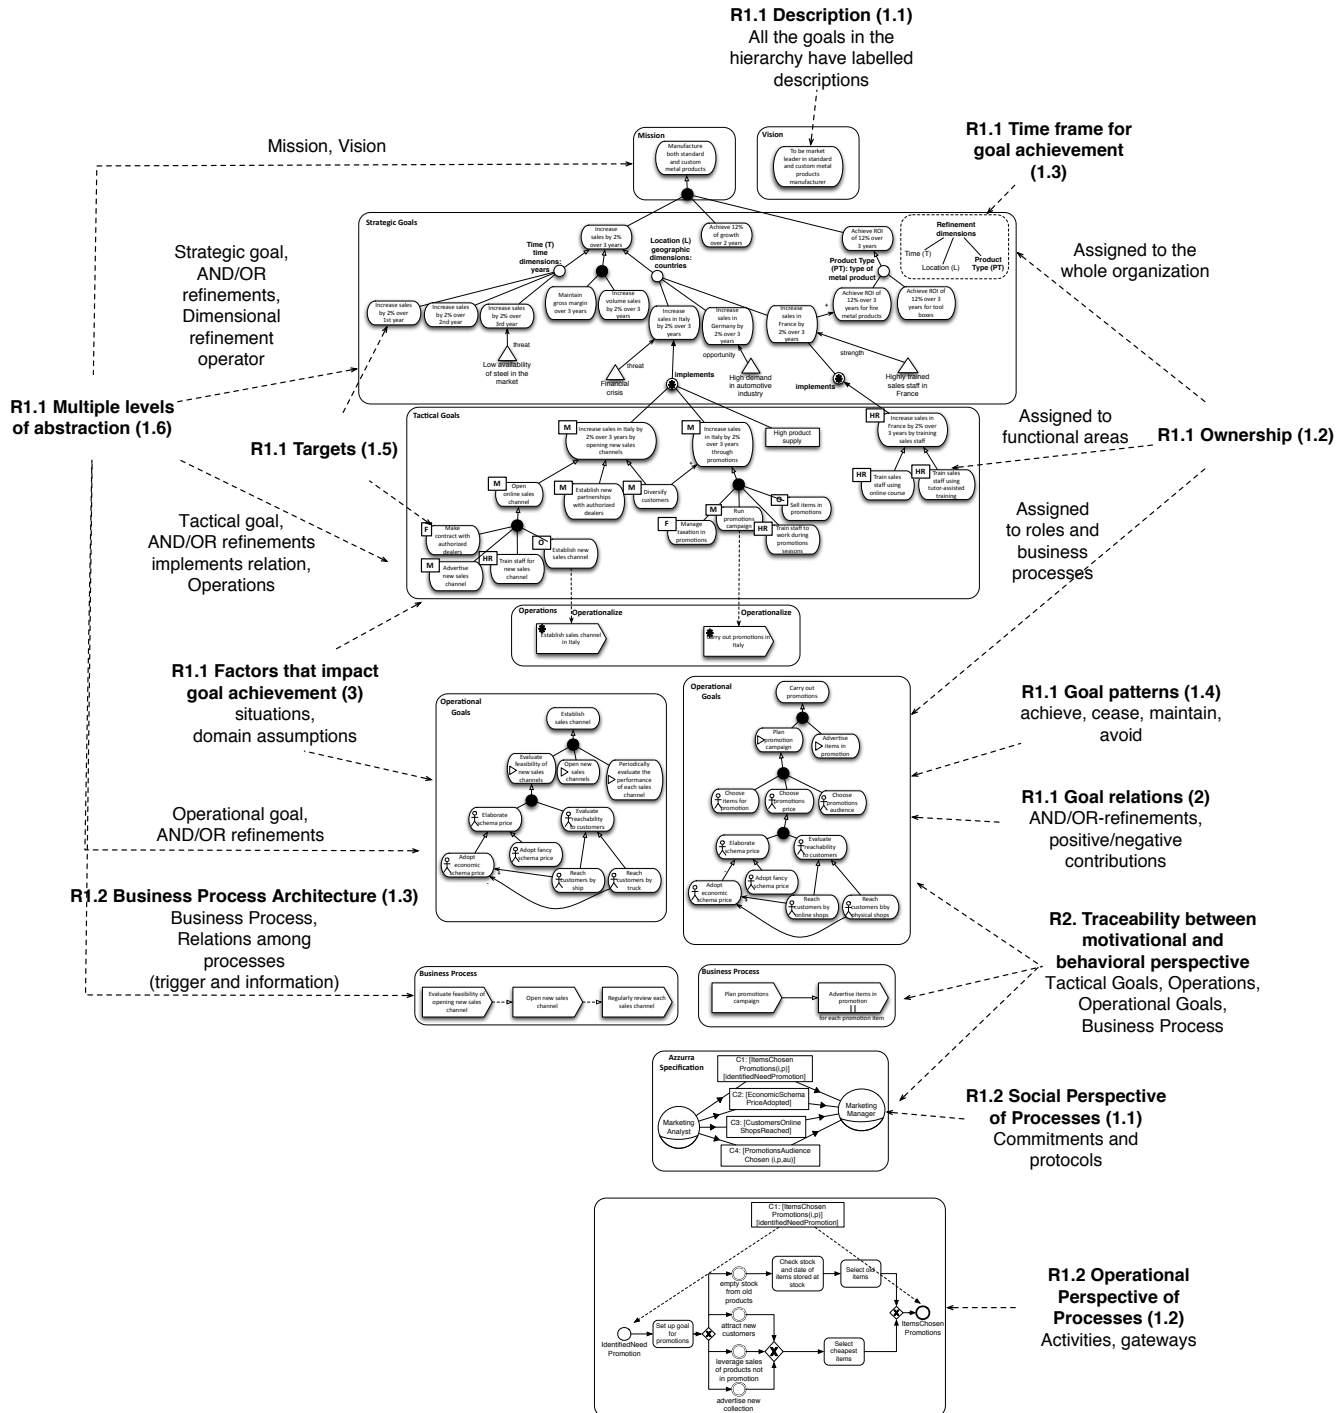 R1.1 Description (1.1)
All the goals in the
hierarchy have labelled
descriptions
Mission, Vision
Mission
Manufacture
both standard
and custom
metal products
Vision
To be market
leader in standard
and custom metal
products
manufacturer
R1.1 Time frame for
goal achievement
(1.3)
Strategic Goals
Increase
sales by 2%
over 3 years
Achieve 12%
of growth
over 2 years
Achieve ROI
of 12% over
3 years
Refinement
dimensions
Time (T)
Location (L)
Product
Type (PT)
Time (T)
time
dimensions:
years
Location (L)
geographic
dimensions:
countries
Product Type
(PT): type of
metal product
Increase sales
by 2% over
1st year
Increase sales
by 2% over
2nd year
Increase sales
by 2% over
3rd year
Maintain
gross margin
over 3 years
Increase
volume sales
by 2% over 3
years
Increase
sales in Italy
by 2% over 3
years
Increase
sales in
Germany by
2% over 3
years
Increase
sales in
France by
2% over 3
years
+
Achieve ROI of
12% over 3
years for fire
metal products
Achieve ROI of
12% over 3
years for tool
boxes
threat
Low availability
of steel in the
market
threat
Financial
crisis
implements
opportunity
High demand
in automotive
industry
implements
strength
Highly trained
sales staff in
France
Strategic goal,
AND/OR
refinements,
Dimensional
refinement
operator
Assigned to the
whole organization
R1.1 Multiple levels
of abstraction (1.6)
R1.1 Targets (1.5)
Assigned to
functional areas
R1.1 Ownership (1.2)
Tactical Goals
M
Increase sales in Italy by
2% over 3 years by
opening new sales
channels
M
Increase
sales in Italy
by 2% over 3
years
through
promotions
High product
supply
HR
Increase sales in
France by 2% over
3 years by training
sales staff
M
Open
online sales
channel
M
Establish new
partnerships
with authorized
dealers
M
Diversify
customers
+
HR
Train sales
staff using
online course
HR
Train sales
staff using
tutor-assisted
training
F
Make
contract with
authorized
dealers
M
Advertise
new sales
channel
HR
Train staff for
new sales
channel
O
Establish new
sales channel
F
Manage
taxation in
promotions
M
Run
promotions
campaign
HR
Train staff to
work during
promotions
seasons
O
Sell items in
promotions
Tactical goal,
AND/OR refinements
implements relation,
Operations
Assigned
to roles and
business
processes
Operations
Operationalize
Establish sales channel
in Italy
Operationalize
Carry out promotions in
Italy
R1.1 Factors that impact
goal achievement (3)
situations,
domain assumptions
Operational
Goals
Establish
sales channel
Evaluate
feasibility of
new sales
channels
Open new
sales
channels
Periodically
evaluate the
performance
of each sales
channel
Elaborate
schema price
Evaluate
reachability
to customers
Adopt
economic
schema price
Adopt fancy
schema price
Reach
customers by
ship
Reach
customers by
truck
+
-
Operational
Goals
Carry out
promotions
Plan
promotion
campaign
Advertise
items in
promotion
Choose
items for
promotion
Choose
promotions
price
Choose
promotions
audience
Elaborate
schema price
Evaluate
reachability
to customers
Adopt
economic
schema price
Adopt fancy
schema price
Reach
customers by
online shops
Reach
customers bby
physical shops
-
+
R1.1 Goal patterns (1.4)
achieve, cease, maintain,
avoid
R1.1 Goal relations (2)
AND/OR-refinements,
positive/negative
contributions
Operational goal,
AND/OR refinements
R1.2 Business Process Architecture (1.3)
Business Process,
Relations among
processes
(trigger and information)
R2. Traceability between
motivational and
behavioral perspective
Tactical Goals, Operations,
Operational Goals,
Business Process
Business Process
Evaluate feasibility of
opening new sales
channel
Open new sales
channel
Regularly review each
sales channel
Business Process
Plan promotions
campaign
Advertise items in
promotion
for each promotion item
Azzurra
Specification
C1: [ItemsChosen
Promotions(i,p)]
[identifiedNeedPromotion]
C2: [EconomicSchema
PriceAdopted]
C3: [CustomersOnline
ShopsReached]
C4: [PromotionsAudience
Chosen (i,p,au)]
Marketing
Analyst
Marketing
Manager
R1.2 Social Perspective
of Processes (1.1)
Commitments and
protocols
C1: [ItemsChosen
Promotions(i,p)]
[identifiedNeedPromotion]
IdentifiedNeed
Promotion
Set up goal
for
promotions
X
empty stock
from old
products
attract new
customers
leverage sales
of products not
in promotion
advertise new
collection
Check stock
and date of
items stored at
stock
Select old
items
X
Select
cheapest
items
X
ItemsChosen
Promotions
R1.2 Operational
Perspective of
Processes (1.2)
Activities, gateways